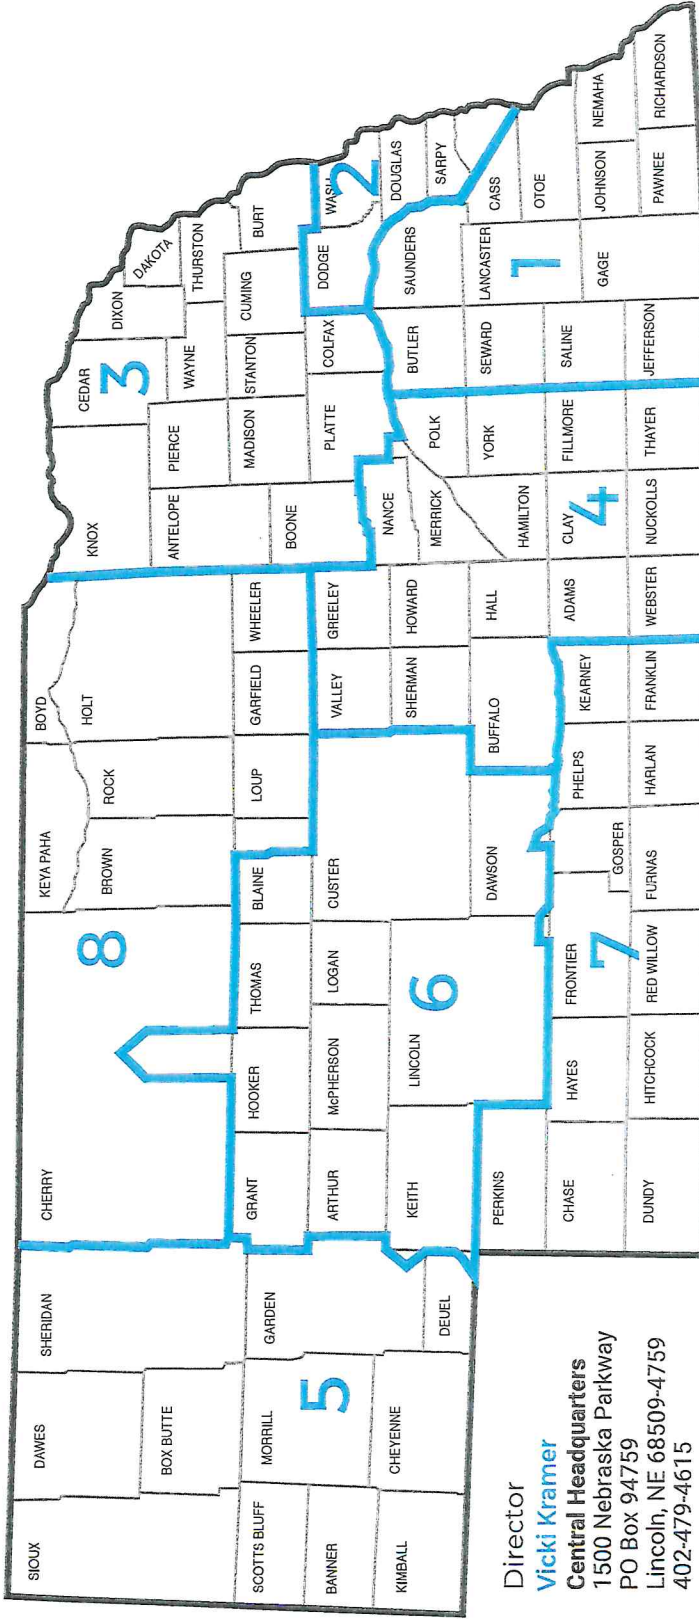 SIOUX
DAWES
SHERIDAN
BOX BUTTE
SCOTTS BLUFF
MORRILL
GARDEN
BANNER
5
KIMBALL
CHEYENNE
DEUEL
CHERRY
KEYA PAHA
BOYD
8
BROWN
ROCK
HOLT
LOUP
GARFIELD
WHEELER
GRANT
HOOKER
THOMAS
BLAINE
ARTHUR
McPHERSON
LOGAN
CUSTER
KEITH
LINCOLN
6
DAWSON
KNOX
CEDAR
DIXON
DAKOTA
3
ANTELOPE
PIERCE
WAYNE
THURSTON
BOONE
MADISON
STANTON
CUMING
BURT
PLATTE
COLFAX
DODGE
WASH
2
DOUGLAS
SARPY
VALLEY
GREELEY
NANCE
SHERMAN
HOWARD
MERRICK
POLK
BUFFALO
HALL
HAMILTON
YORK
ADAMS
CLAY
FILLMORE
4
WEBSTER
NUCKOLLS
THAYER
BUTLER
SAUNDERS
SEWARD
LANCASTER
CASS
1
SALINE
OTOE
GAGE
JOHNSON
NEMAHA
JEFFERSON
PAWNEE
RICHARDSON
PERKINS
CHASE
HAYES
FRONTIER
GOSPER
PHELPS
KEARNEY
7
DUNDY
HITCHCOCK
RED WILLOW
FURNAS
HARLAN
FRANKLIN
Director
Vicki Kramer
Central Headquarters
1500 Nebraska Parkway
PO Box 94759
Lincoln, NE 68509-4759
402-479-4615